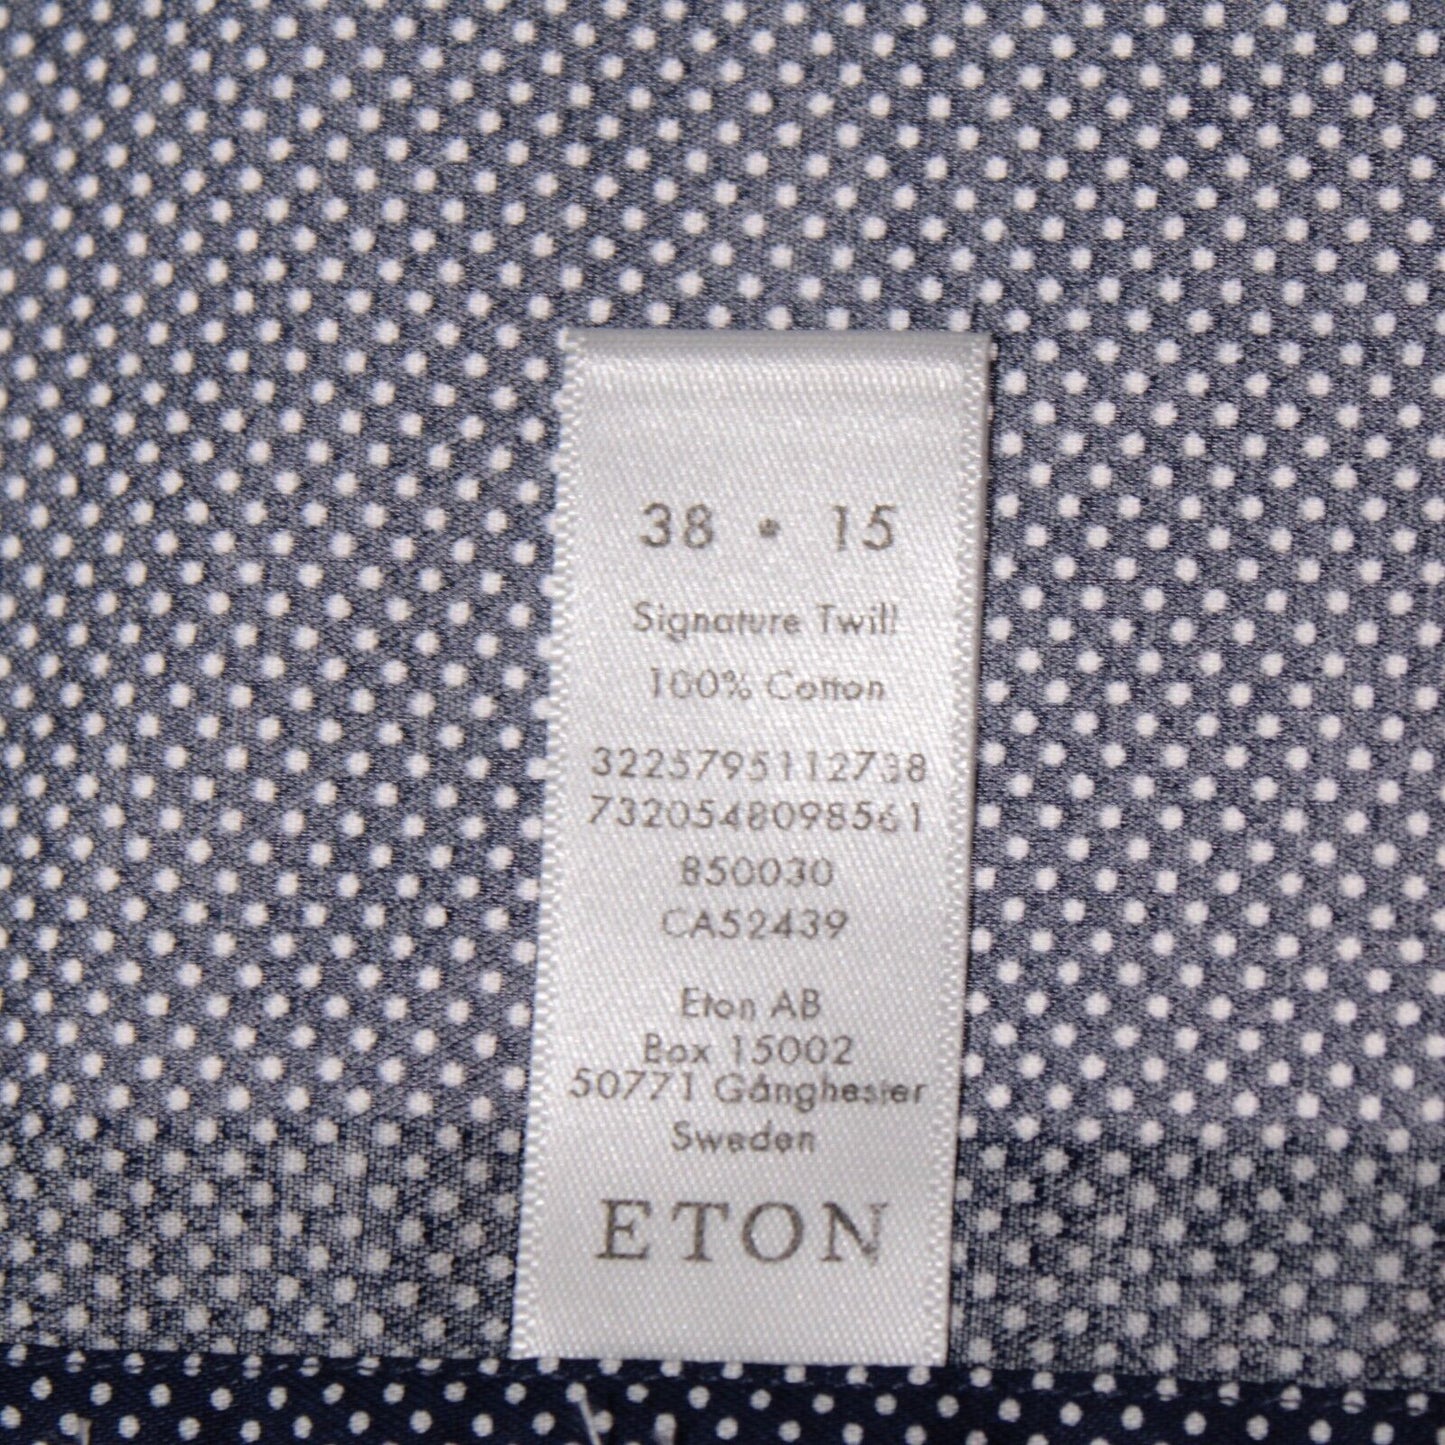 38 • 15
Signature Twill
100% Cotton
3225795112738
7320548098561
850030
CA52439
Eton AB
Box 15002
50771 Gånghester
Sweden
ETON